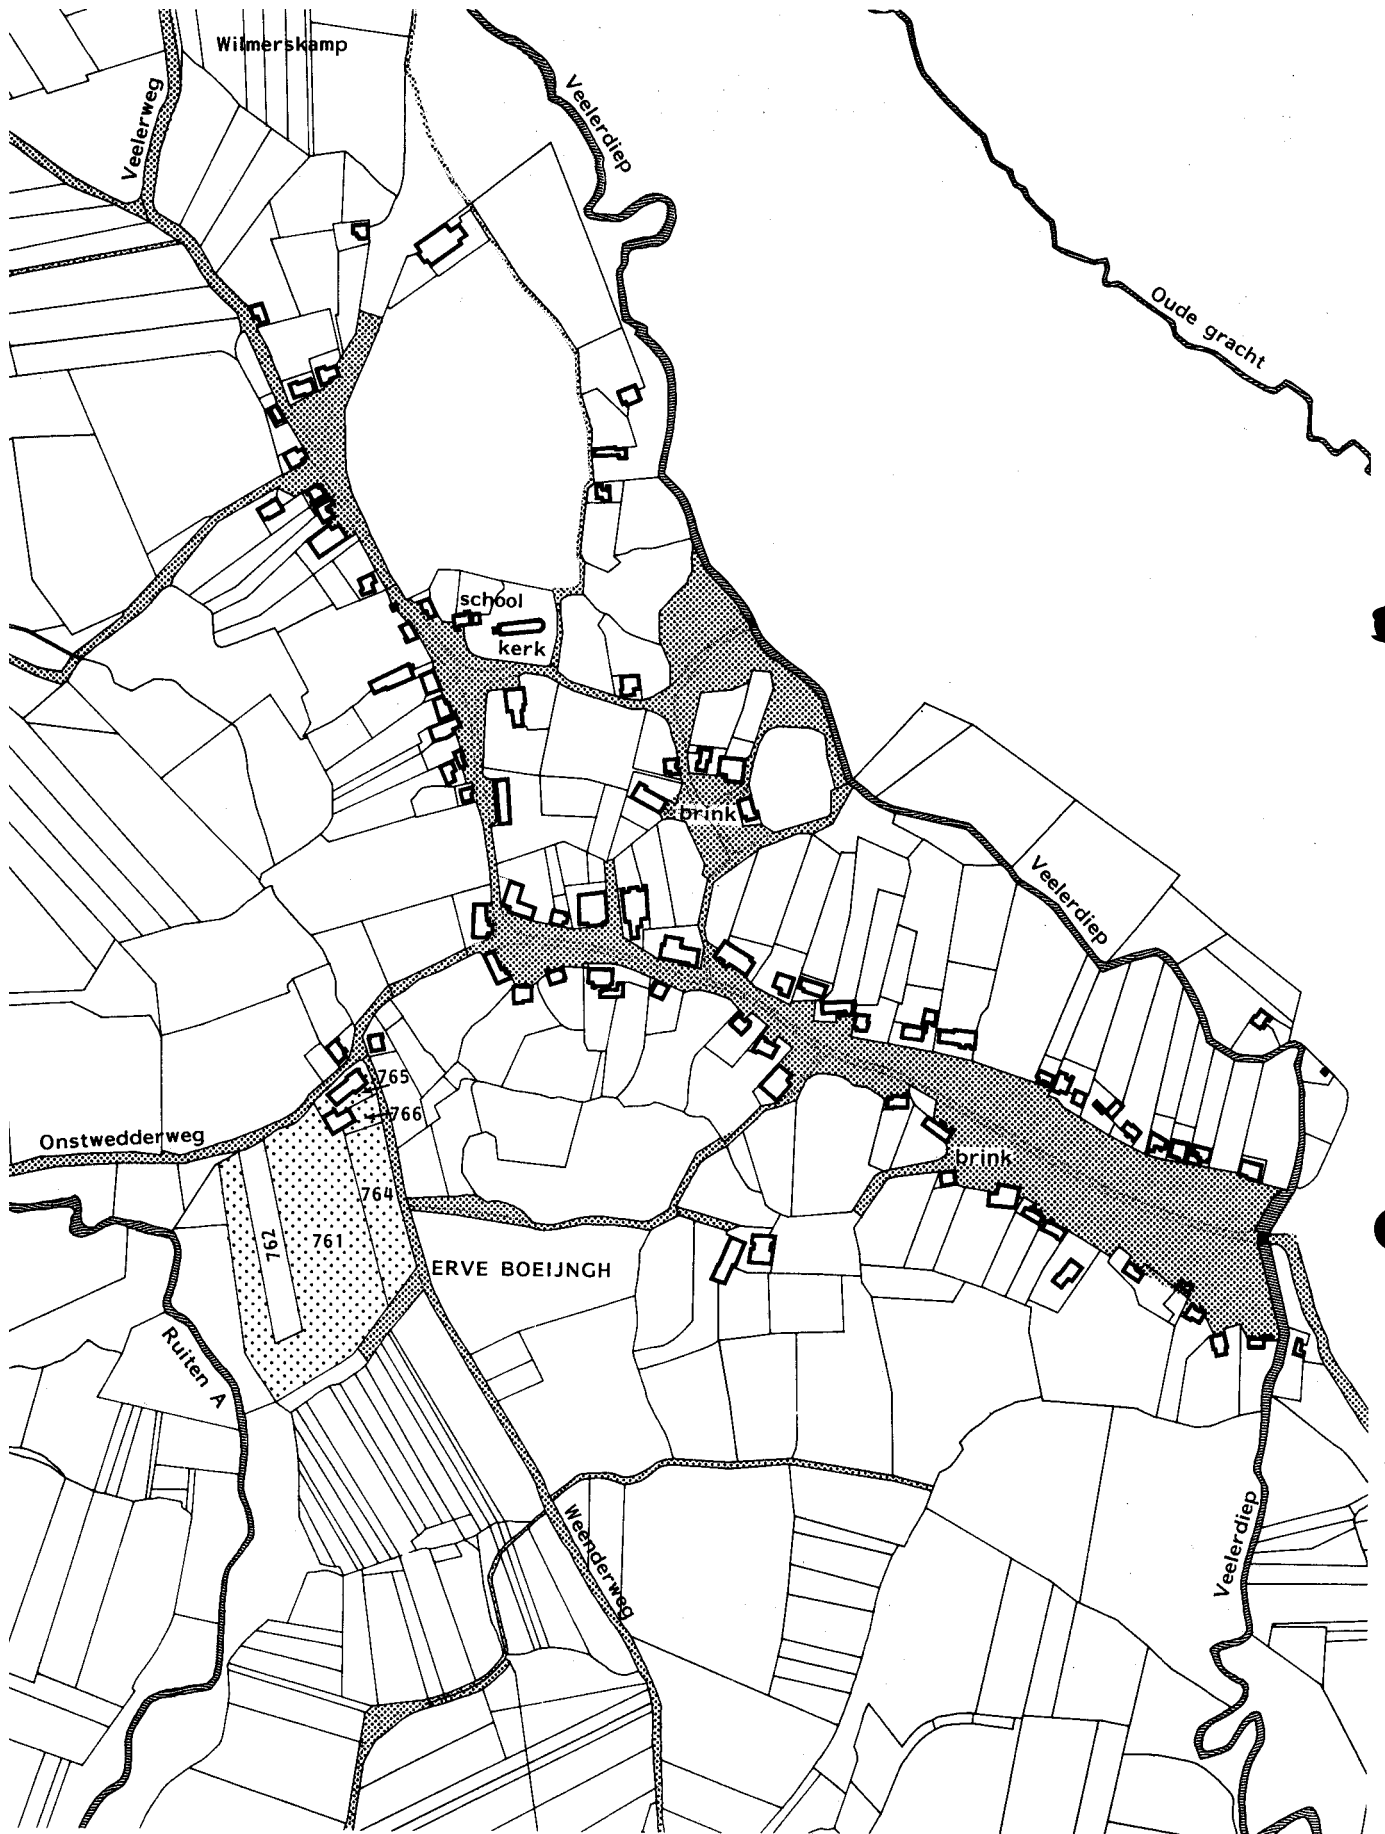 Wilmerskamp
Veelerweg
Veelerdiep
Oude gracht
school
kerk
brink
Veelerdiep
765
766
Onstwedderweg
brink
764
762
761
ERVE BOEIJNGH
Ruiten A
Weenderweg
Veelerdiep